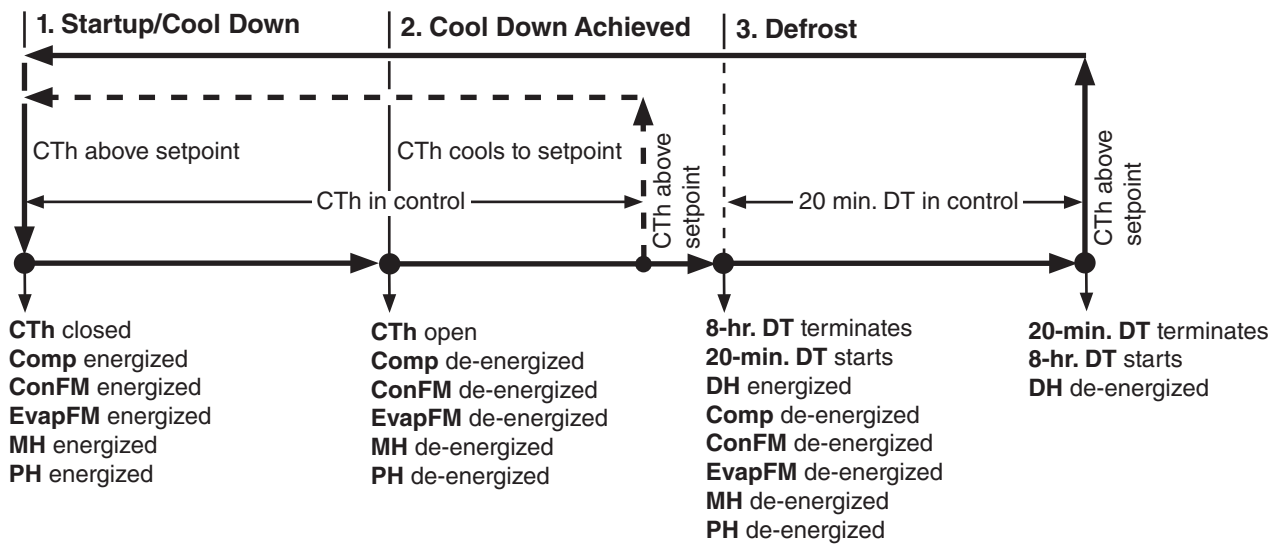 1. Startup/Cool Down
2. Cool Down Achieved
3. Defrost
CTh above setpoint
CTh cools to setpoint
CTh in control
CTh above
setpoint
20 min. DT in control
CTh above
setpoint
CTh closed
Comp energized
ConFM energized
EvapFM energized
MH energized
PH energized
CTh open
Comp de-energized
ConFM de-energized
EvapFM de-energized
MH de-energized
PH de-energized
8-hr. DT terminates
20-min. DT starts
DH energized
Comp de-energized
ConFM de-energized
EvapFM de-energized
MH de-energized
PH de-energized
20-min. DT terminates
8-hr. DT starts
DH de-energized